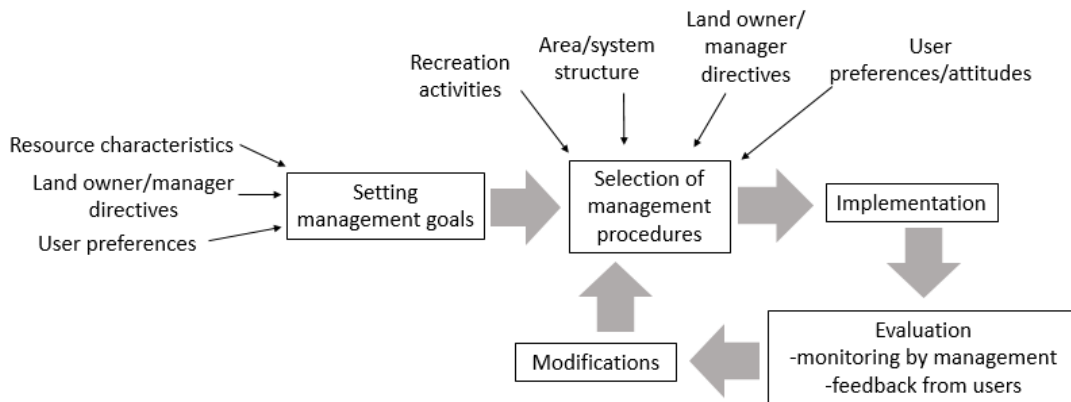 Recreation
activities
Area/system
structure
Land owner/
manager
directives
User
preferences/attitudes
Resource characteristics
Land owner/manager
directives
User preferences
Setting
management goals
Selection of
management
procedures
Implementation
Evaluation
-monitoring by management
-feedback from users
Modifications